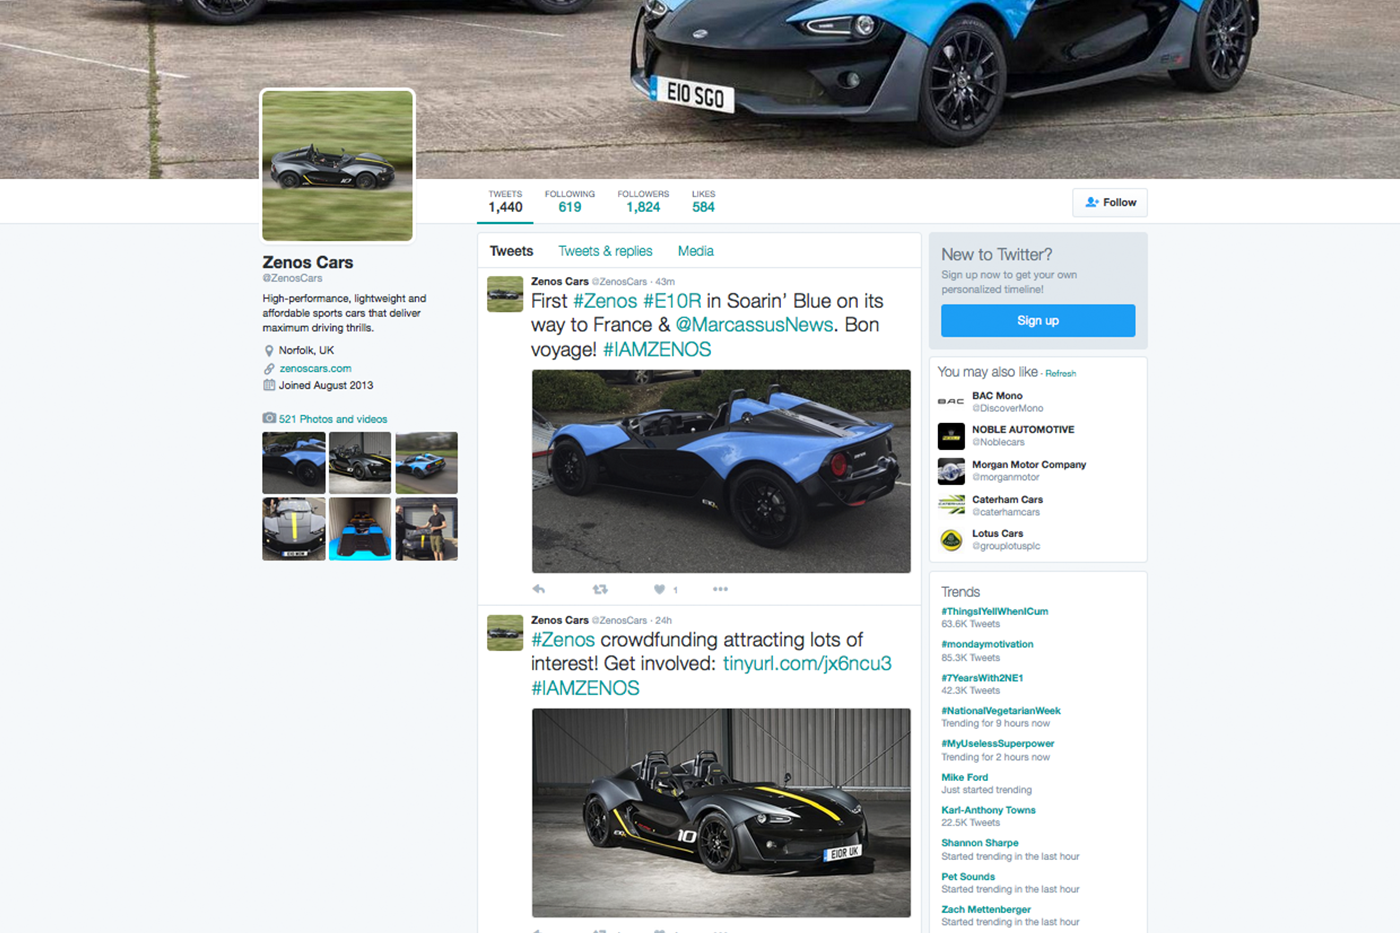 E10 SGO
TWEETS
1,440
FOLLOWING
619
FOLLOWERS
1,824
LIKES
584
Follow
Zenos Cars
@ZenosCars
High-performance, lightweight and
affordable sports cars that deliver
maximum driving thrills.
Norfolk, UK
zenoscars.com
Joined August 2013
521 Photos and videos
Tweets Tweets & replies Media
Zenos Cars @ZenosCars · 43m
First #Zenos #E10R in Soarin' Blue on its
way to France & @MarcassusNews. Bon
voyage! #IAMZENOS
1
Zenos Cars @ZenosCars · 24h
#Zenos crowdfunding attracting lots of
interest! Get involved: tinyurl.com/jx6ncu3
#IAMZENOS
10
E10R UK
New to Twitter?
Sign up now to get your own
personalized timeline!
Sign up
You may also like · Refresh
BAC
BAC Mono
@DiscoverMono
NOBLE AUTOMOTIVE
@Noblecars
Morgan Motor Company
@morganmotor
Caterham Cars
@caterhamcars
Lotus Cars
@grouplotusplc
Trends
#ThingsIYellWhenICum
63.6K Tweets
#mondaymotivation
85.3K Tweets
#7YearsWith2NE1
42.3K Tweets
#NationalVegetarianWeek
Trending for 9 hours now
#MyUselessSuperpower
Trending for 2 hours now
Mike Ford
Just started trending
Karl-Anthony Towns
22.5K Tweets
Shannon Sharpe
Started trending in the last hour
Pet Sounds
Started trending in the last hour
Zach Mettenberger
Started trending in the last hour